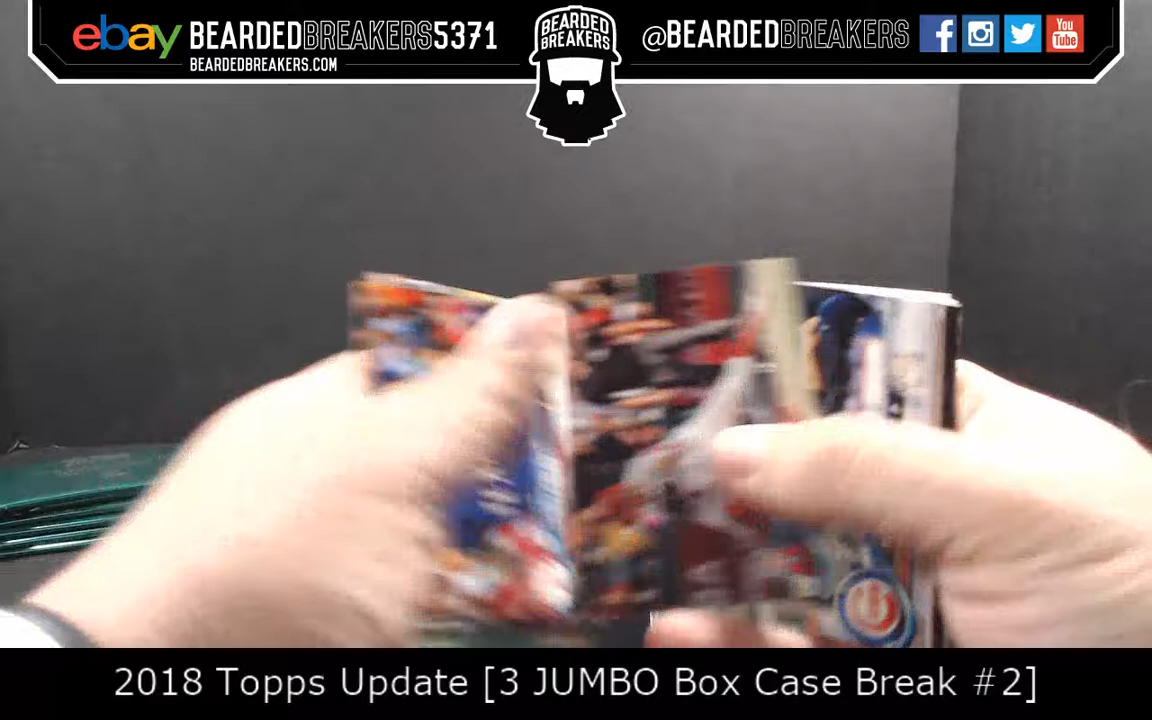 ebay BEARDEDBREAKERS5371
BEARDEDBREAKERS.COM
BEARDED
BREAKERS
@BEARDEDBREAKERS
You
Tube
2018 Topps Update [3 JUMBO Box Case Break #2]